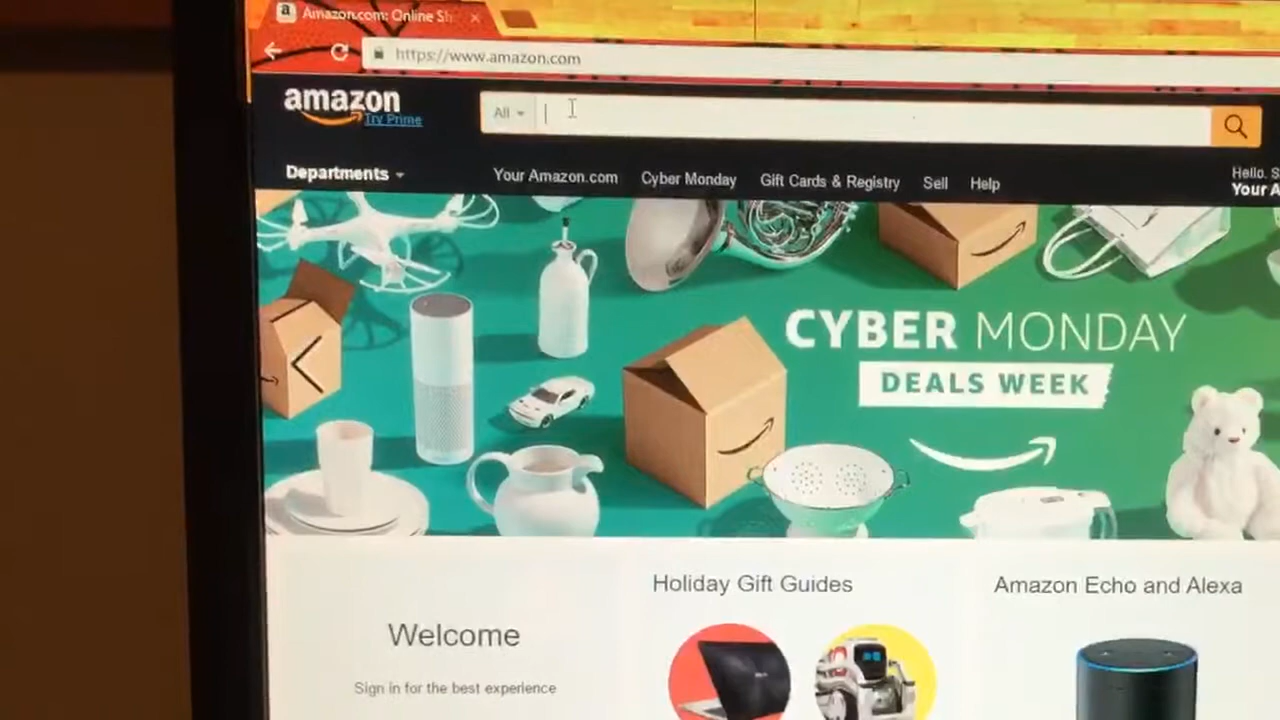 Amazon.com: Online Sh
https://www.amazon.com
amazon
Try Prime
All
Departments
Your Amazon.com
Cyber Monday
Gift Cards & Registry
Sell
Help
Hello. S
Your A
CYBER MONDAY
DEALS WEEK
Holiday Gift Guides
Amazon Echo and Alexa
Welcome
Sign in for the best experience